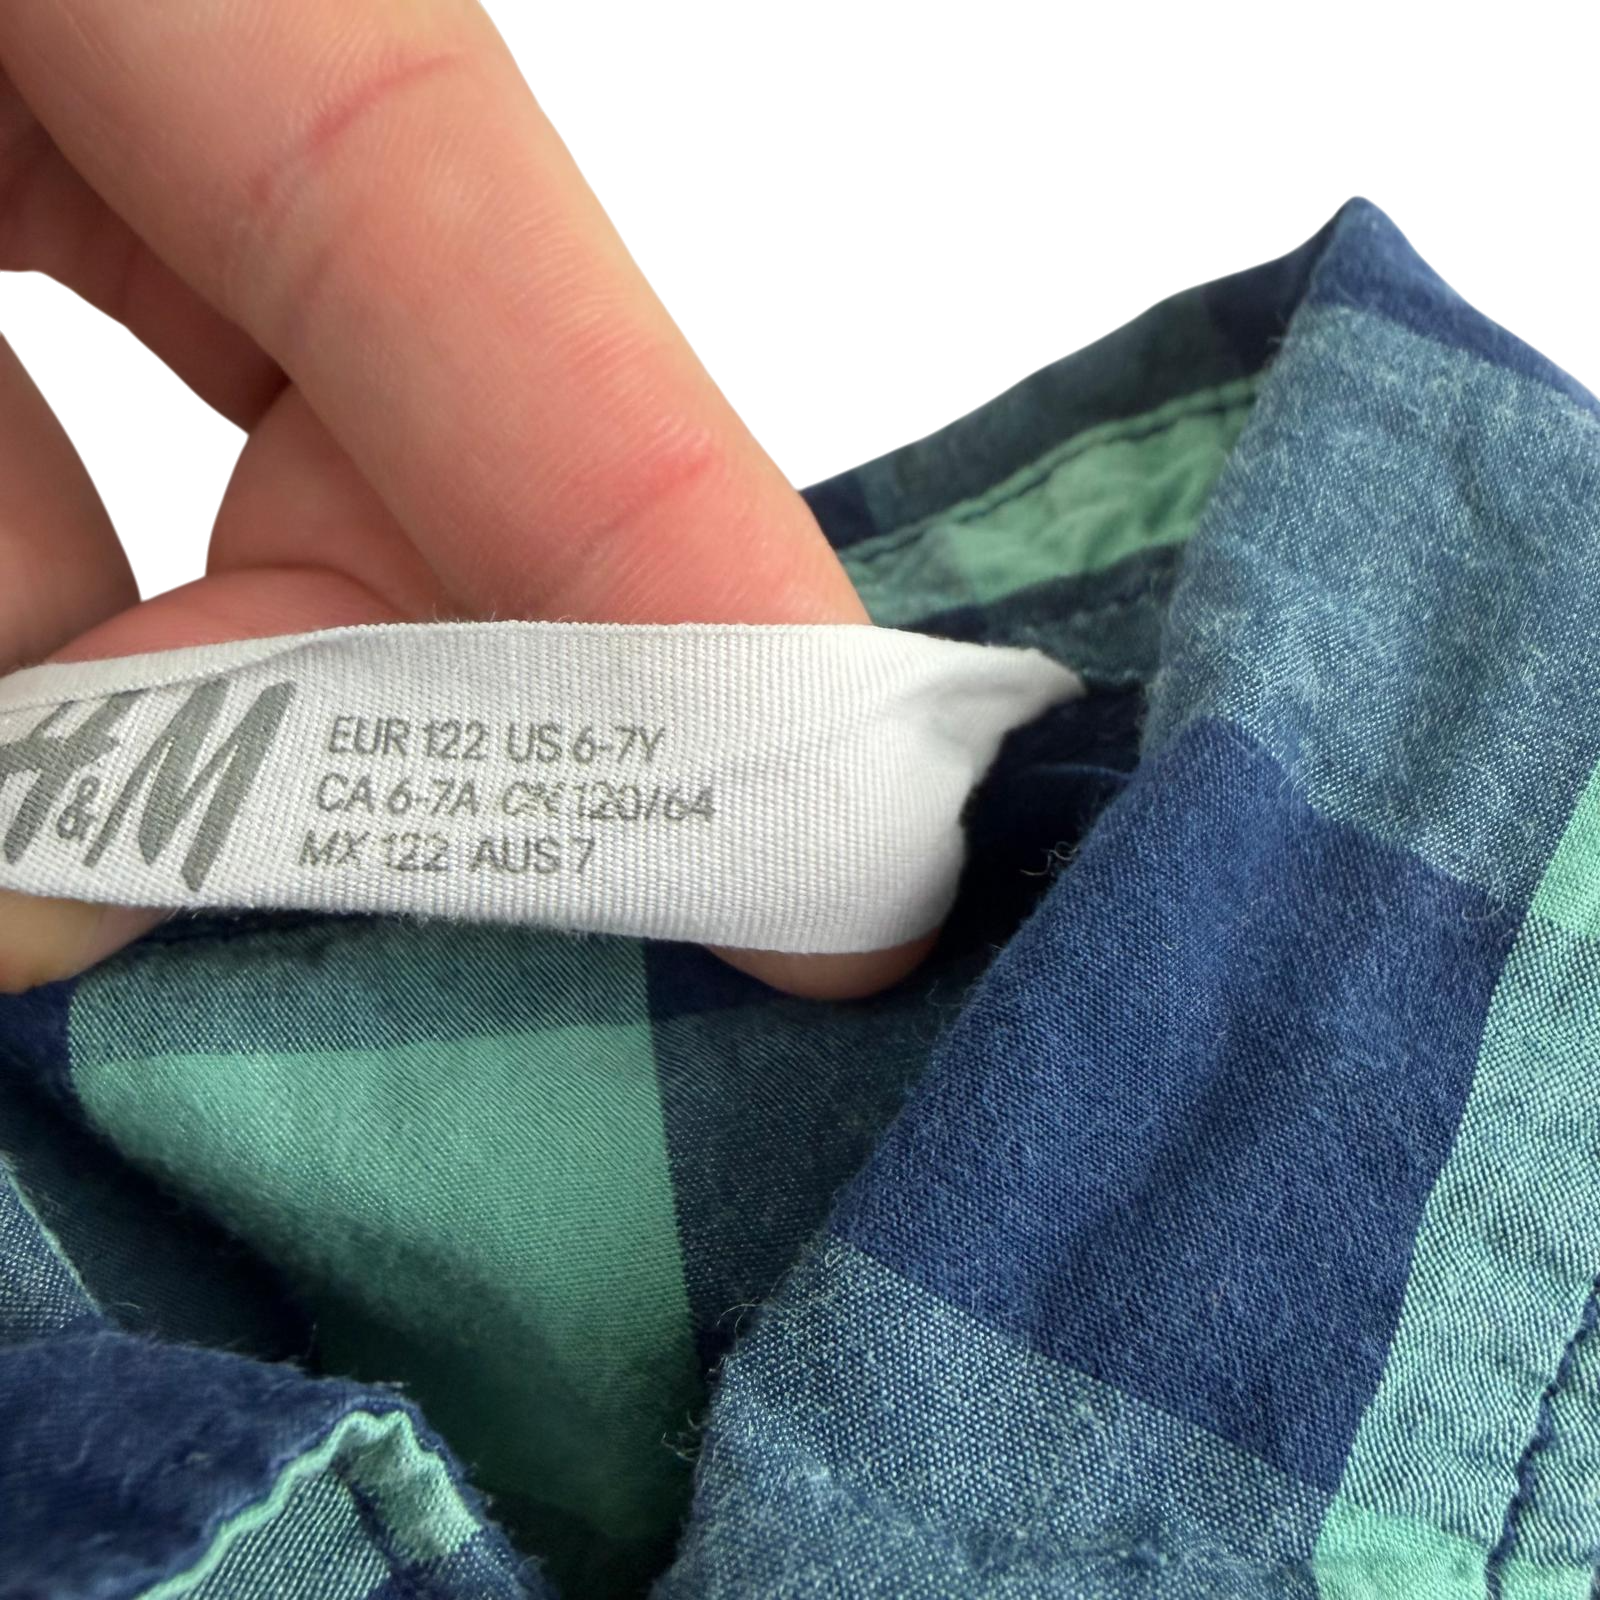 H&M
EUR 122 US 6-7Y
CA 6-7A CN 120/64
MX 122 AUS 7